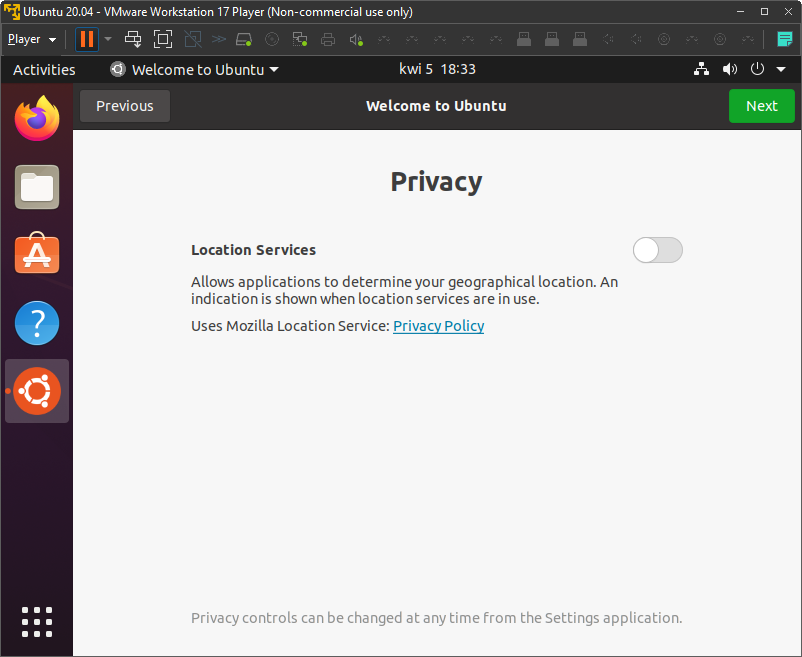 Ubuntu 20.04 - VMware Workstation 17 Player (Non-commercial use only)
Player
Activities
Welcome to Ubuntu
kwi 5 18:33
Previous
Welcome to Ubuntu
Next
Privacy
Location Services
Allows applications to determine your geographical location. An
indication is shown when location services are in use.
Uses Mozilla Location Service: Privacy Policy
Privacy controls can be changed at any time from the Settings application.